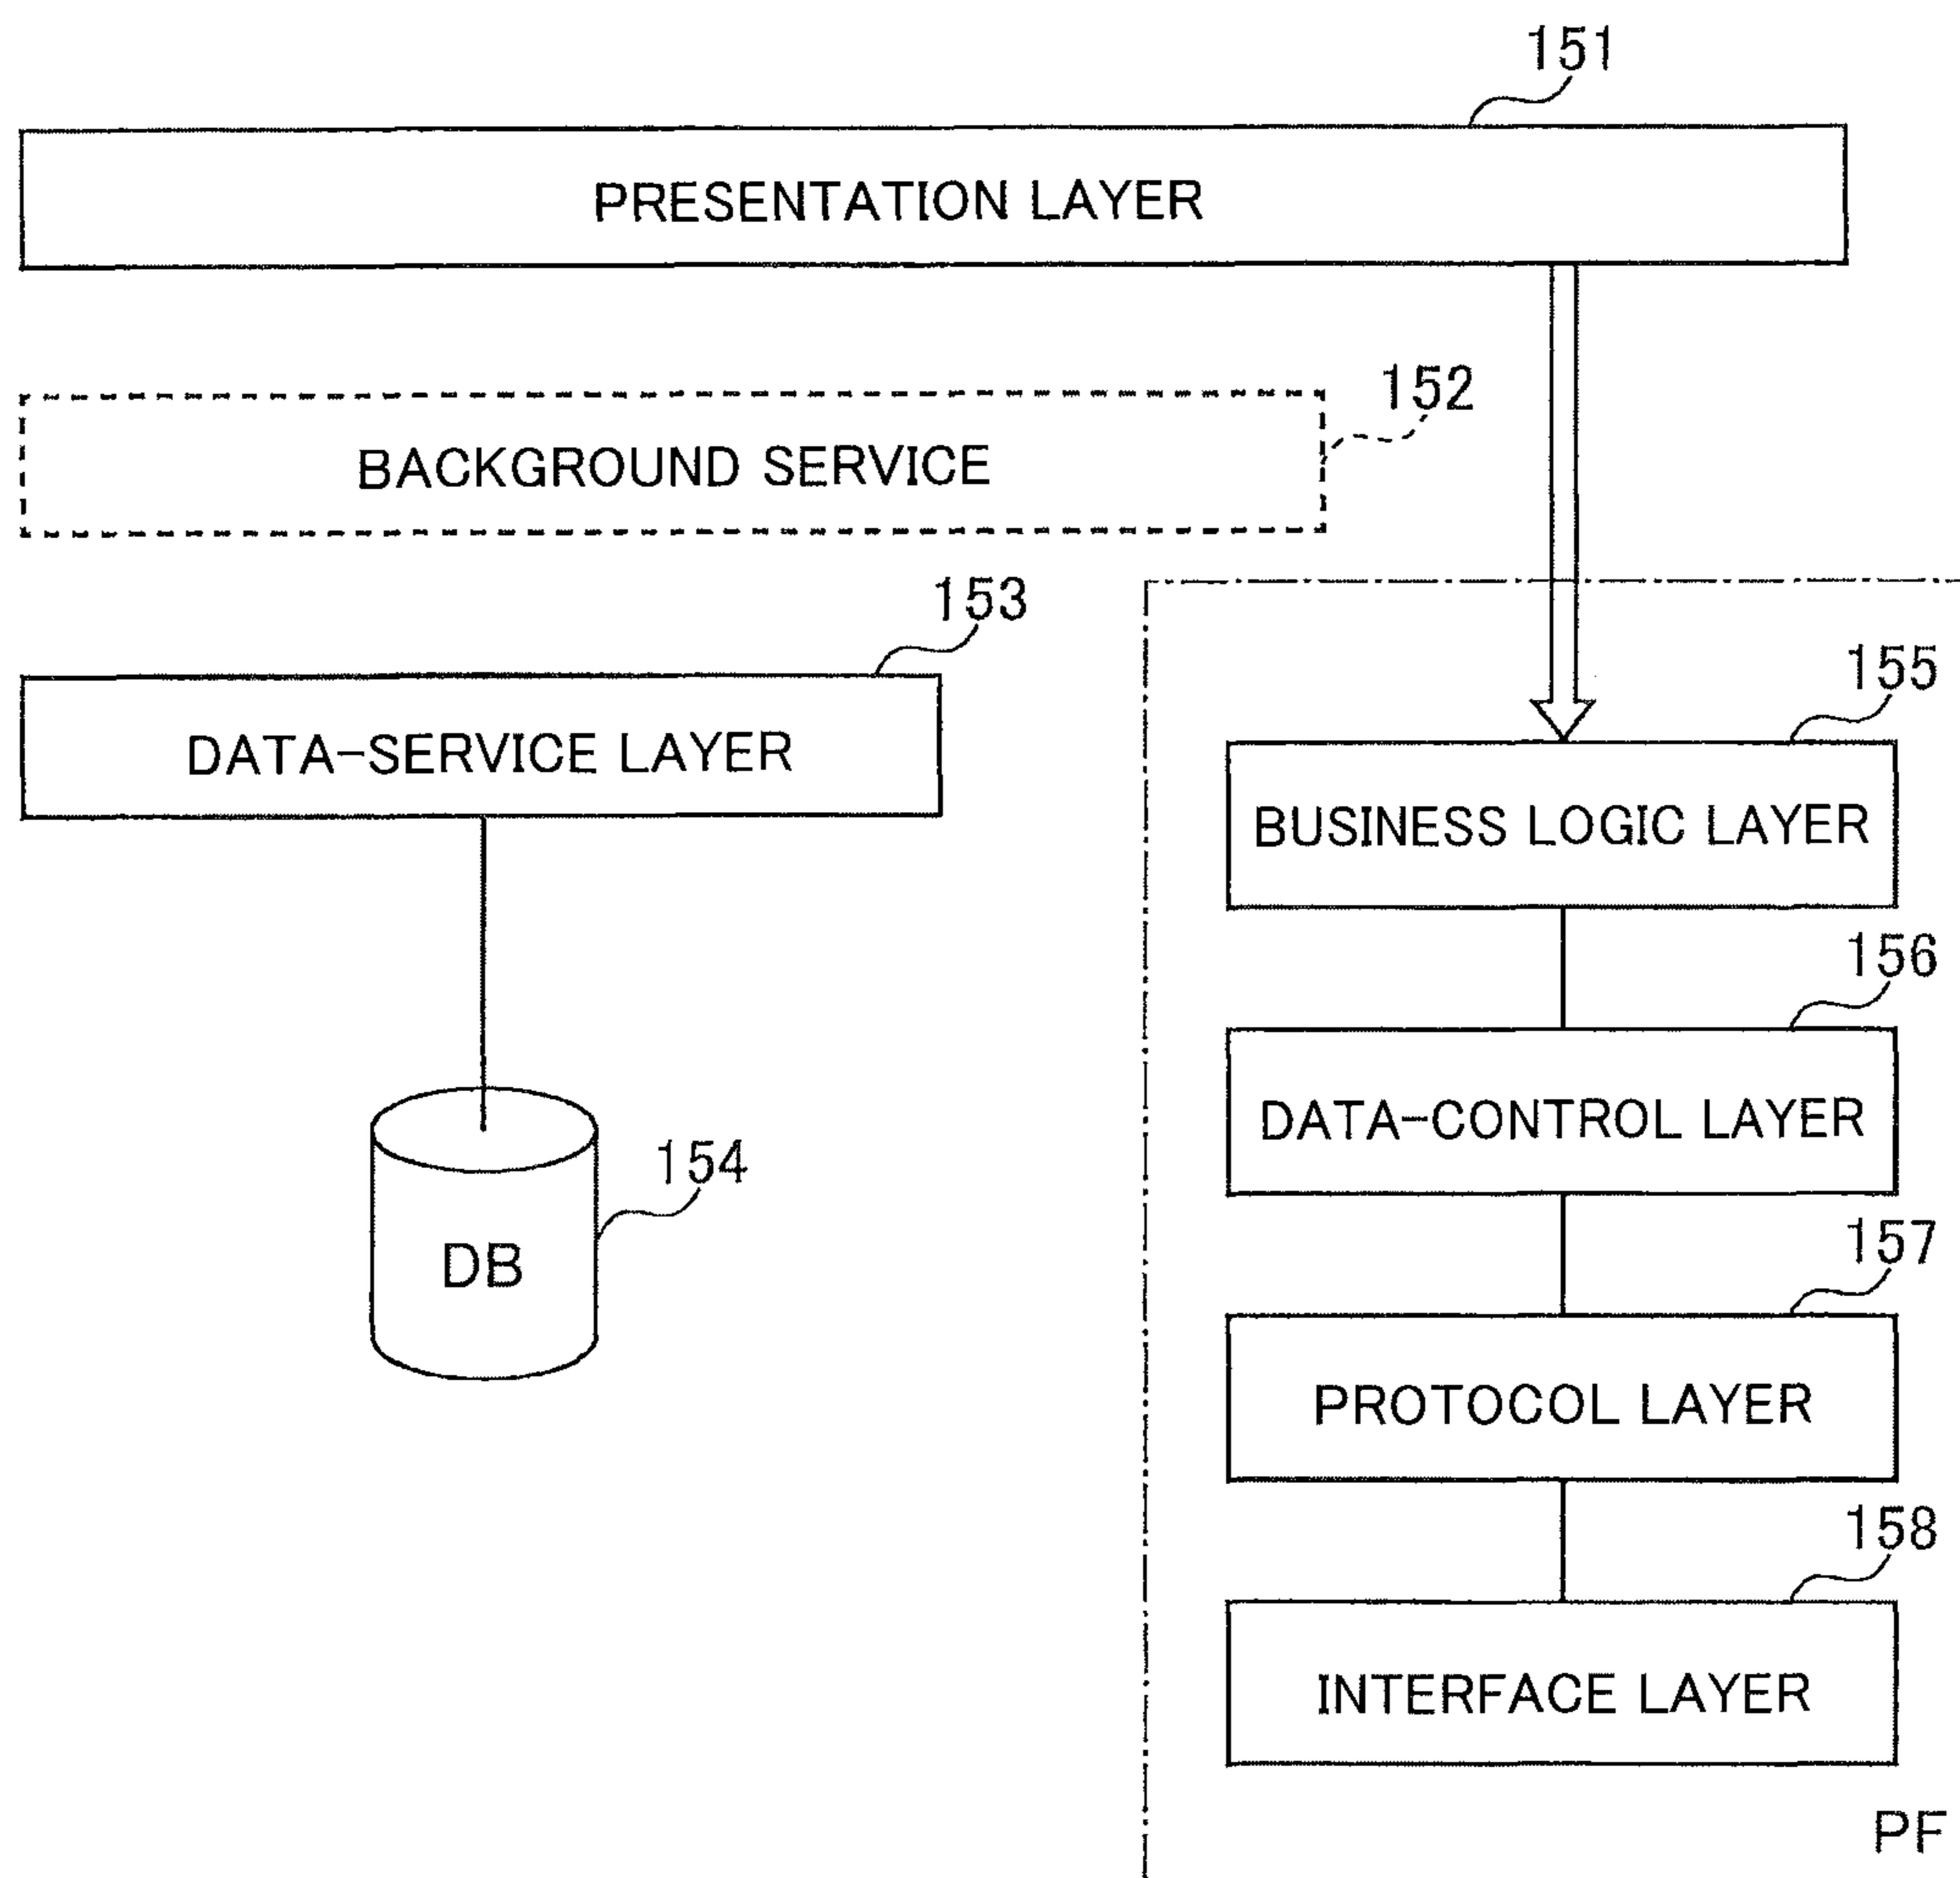 151
PRESENTATION LAYER
152
BACKGROUND SERVICE
153
DATA-SERVICE LAYER
155
BUSINESS LOGIC LAYER
156
DATA-CONTROL LAYER
154
DB
157
PROTOCOL LAYER
158
INTERFACE LAYER
PF